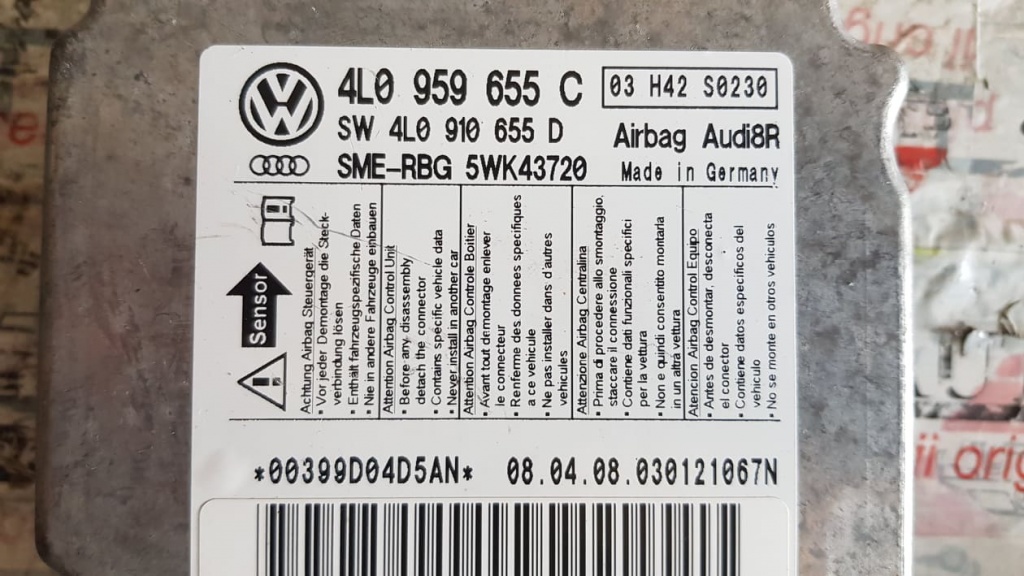 4L0 959 655 C
03 H42 S0230
SW 4L0 910 655 D
Airbag Audi8R
SME-RBG 5WK43720
Made in Germany
Sensor
Achtung Airbag Steuergerät
• Vor jeder Demontage die Steck-
verbindung lösen
• Enthält fahrzeugspezifische Daten
• Nie in andere Fahrzeuge einbauen
Attention Airbag Control Unit
• Before any disassembly
detach the connector
• Contains specific vehicle data
• Never install in another car
Attention Airbag Controle Boitier
• Avant tout dermontage enlever
le connecteur
• Renferme des donnees specifiques
a ce vehicule
• Ne pas installer dans d'autres
vehicules
Attenzione Airbag Centralina
• Prima di procedere allo smontaggio,
staccare il connessione
• Contiene dati funzionali specifici
per la vettura
• Non e quindi consentito montarla
in un altra vettura
Atencion Airbag Control Equipo
• Antes de desmontar, desconecta
el conector
• Contiene datos especificos del
vehiculo
• No se monte en otros vehiculos
*00399D04D5AN*
08.04.08.030121067N